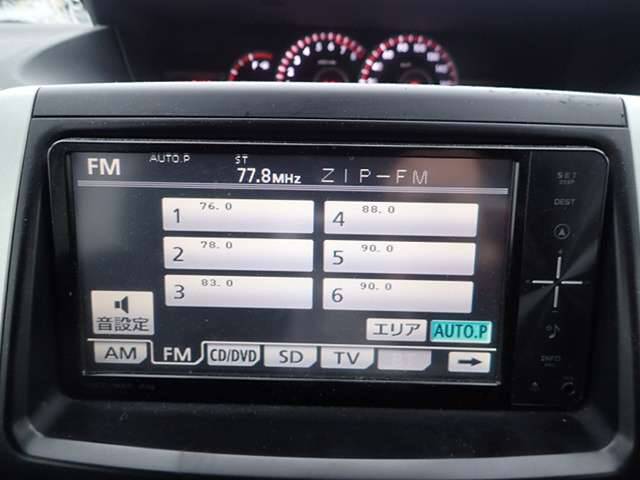 FM AUTO.P ST 77.8MHz ZIP-FM
1 76.0
2 78.0
3 83.0
4 88.0
5 90.0
6 90.0
音設定
エリア AUTO.P
AM FM CD/DVD SD TV
SET
DEST
INFO